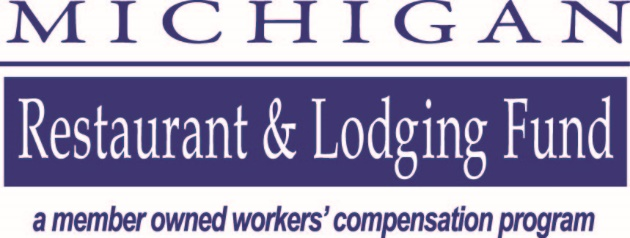 MICHIGAN
Restaurant & Lodging Fund
a member owned workers' compensation program